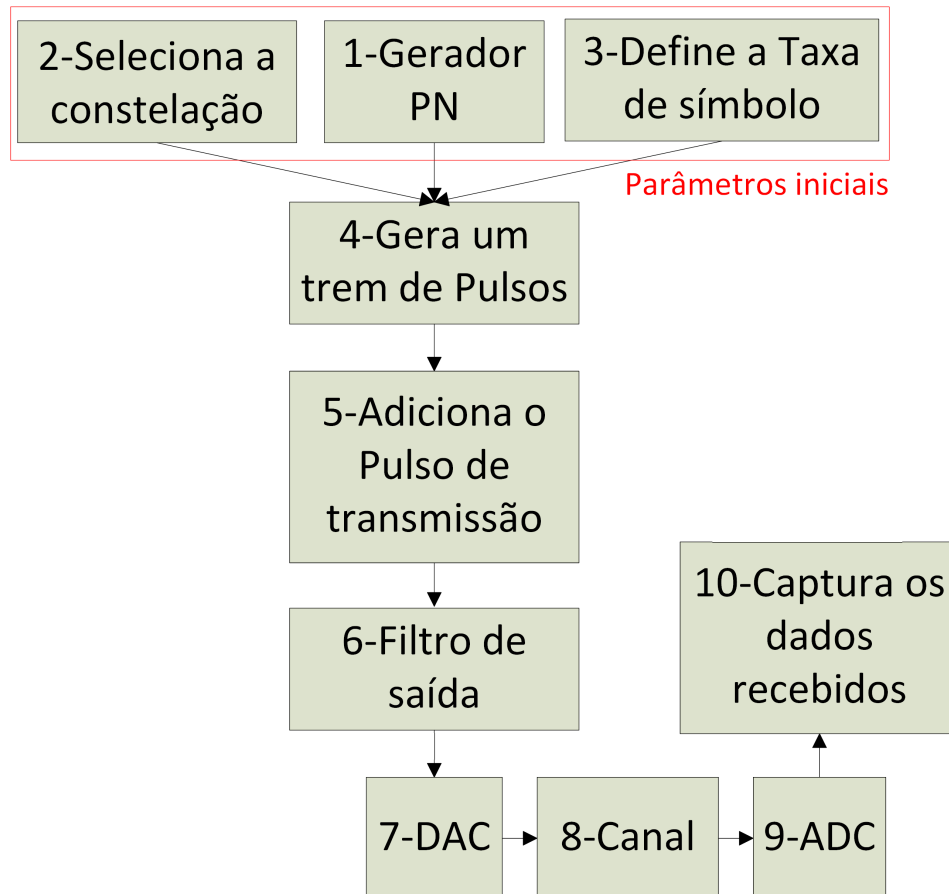 2-Seleciona a
constelação
1-Gerador
PN
3-Define a Taxa
de símbolo
Parâmetros iniciais
4-Gera um
trem de Pulsos
5-Adiciona o
Pulso de
transmissão
6-Filtro de
saída
10-Captura os
dados
recebidos
7-DAC
8-Canal
9-ADC